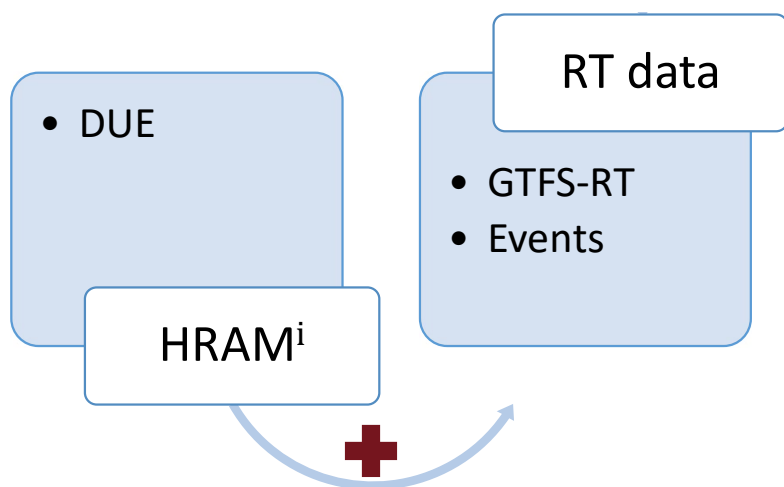 • DUE
HRAMⁱ
RT data
• GTFS-RT
• Events